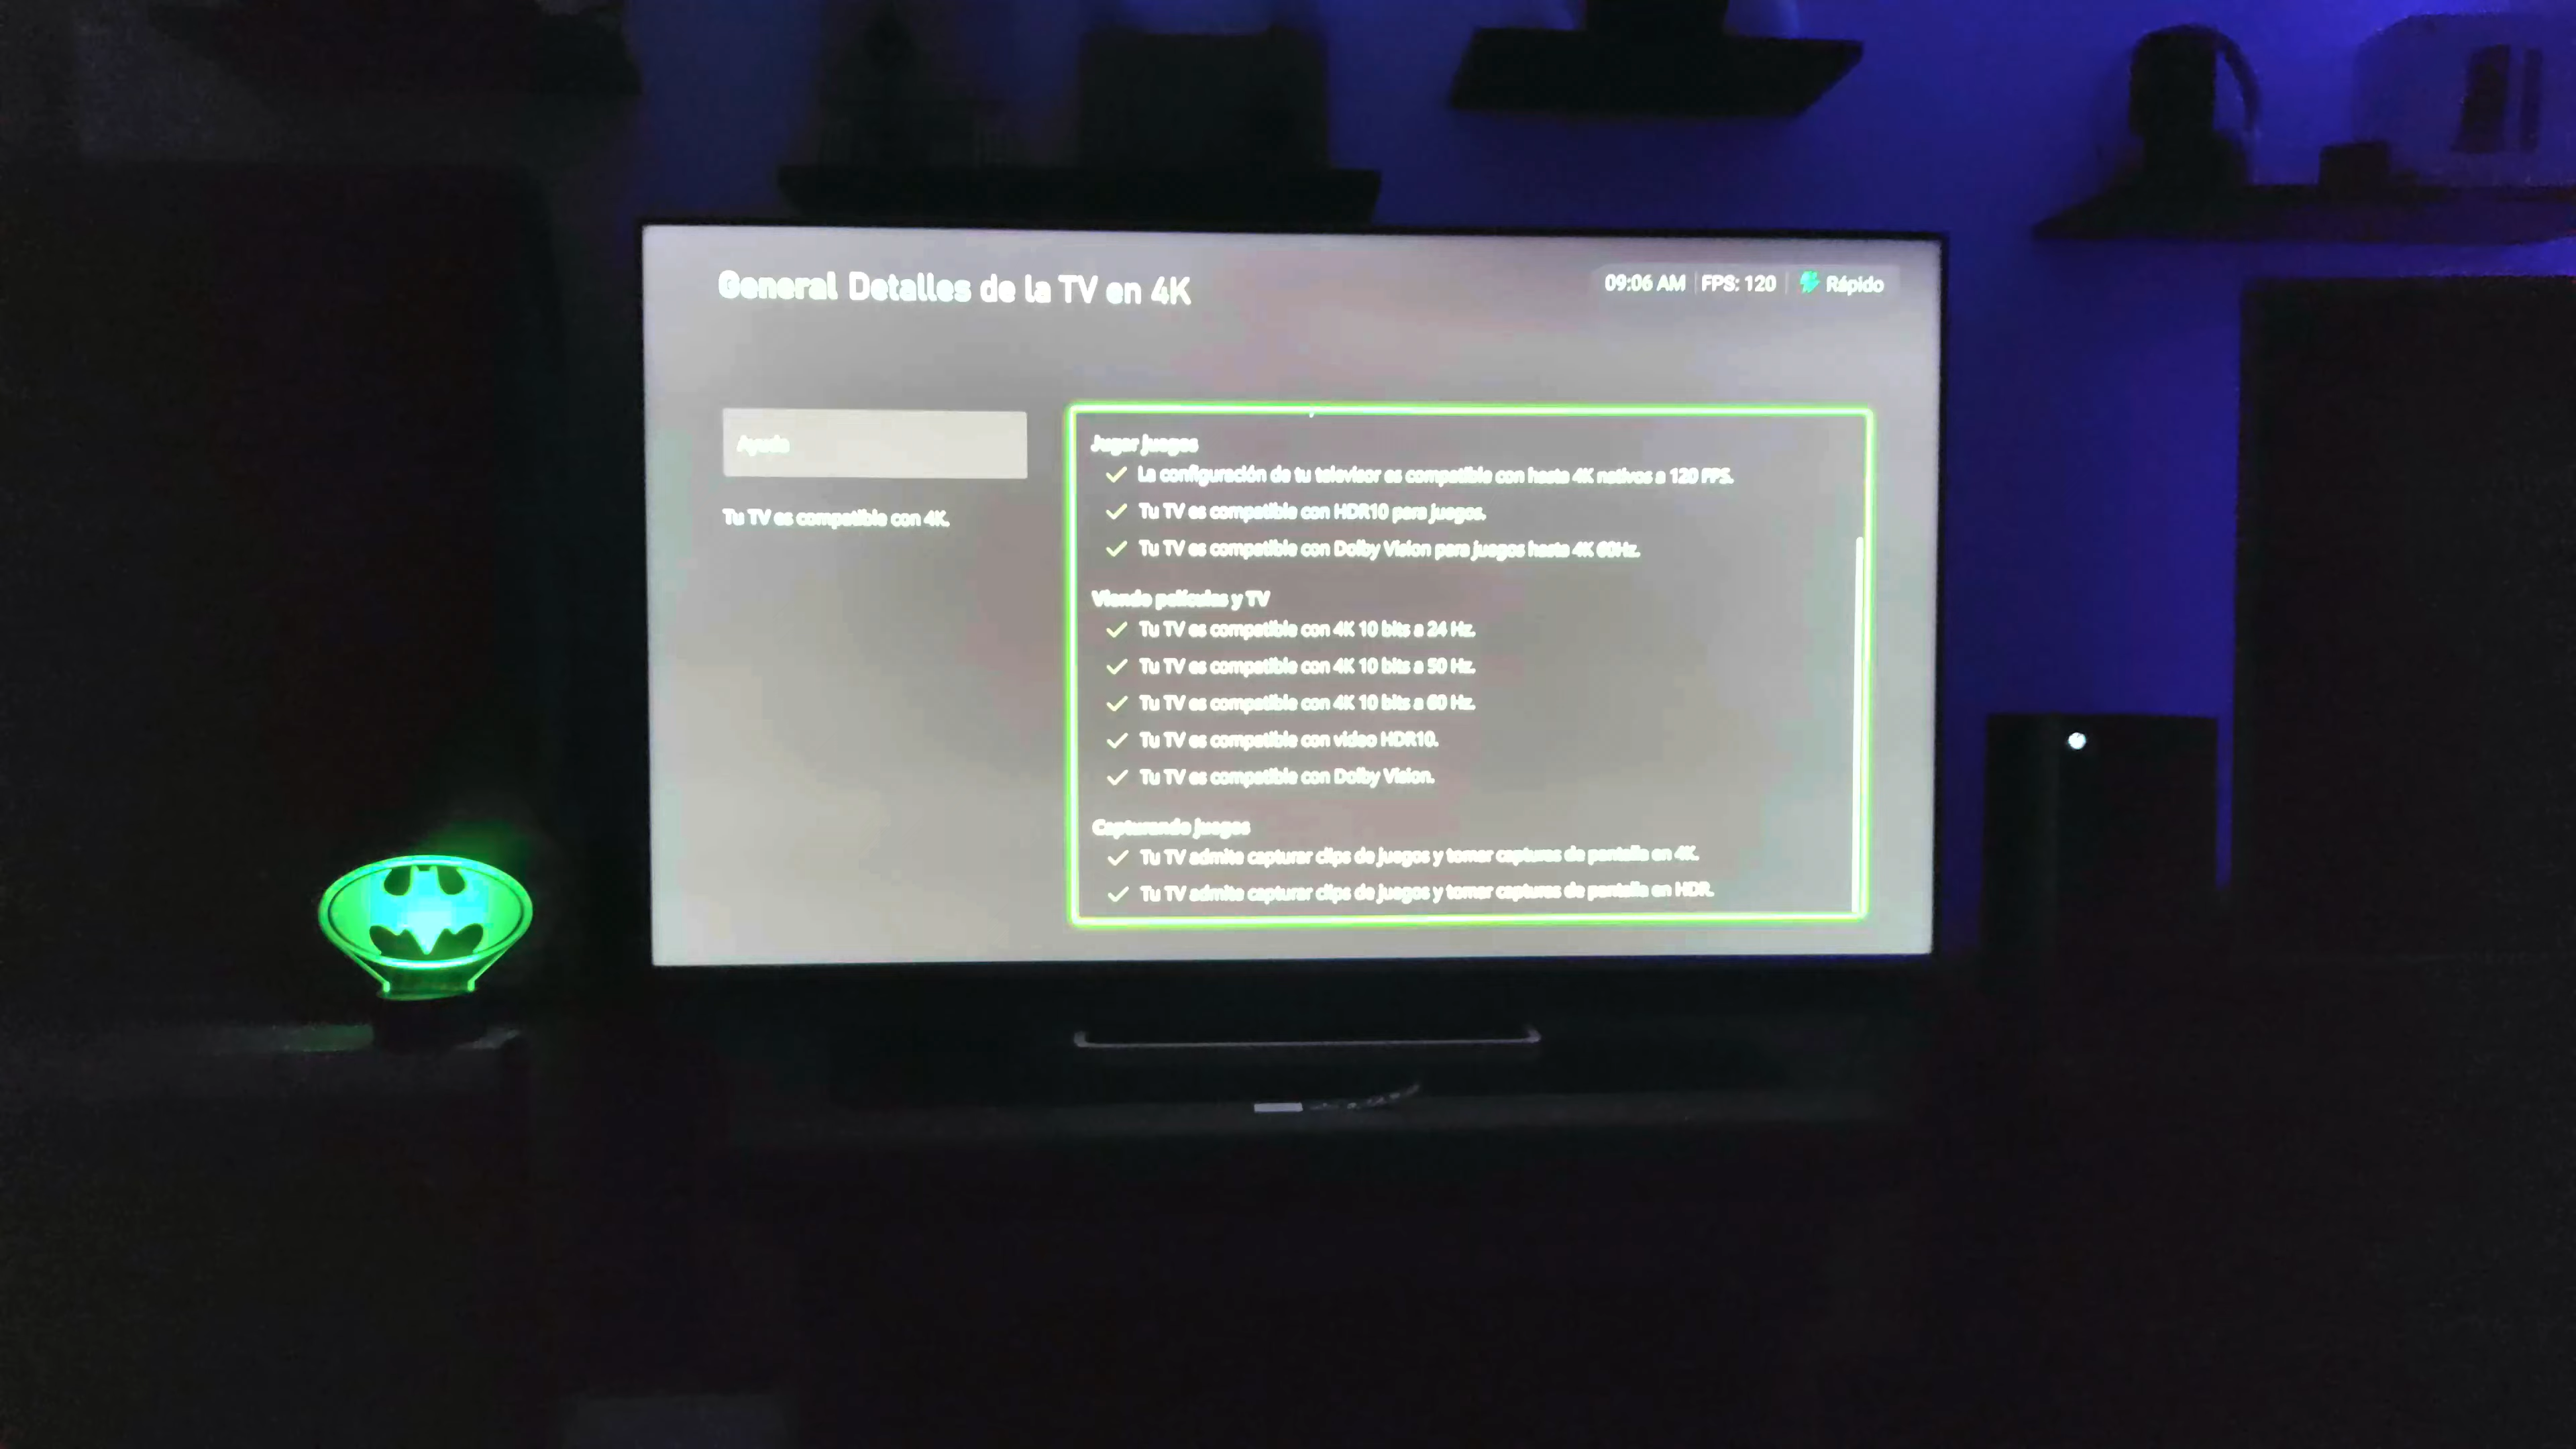 General Detalles de la TV en 4K
09:06 AM | FPS: 120 | Rápido
Ayuda
Tu TV es compatible con 4K.
Jugar juegos
La configuración de tu televisor es compatible con hasta 4K nativos a 120 FPS.
Tu TV es compatible con HDR10 para juegos.
Tu TV es compatible con Dolby Vision para juegos hasta 4K 60Hz.
Viendo películas y TV
Tu TV es compatible con 4K 10 bits a 24 Hz.
Tu TV es compatible con 4K 10 bits a 50 Hz.
Tu TV es compatible con 4K 10 bits a 60 Hz.
Tu TV es compatible con vídeo HDR10.
Tu TV es compatible con Dolby Vision.
Capturando juegos
Tu TV admite capturar clips de juegos y tomar capturas de pantalla en 4K.
Tu TV admite capturar clips de juegos y tomar capturas de pantalla en HDR.